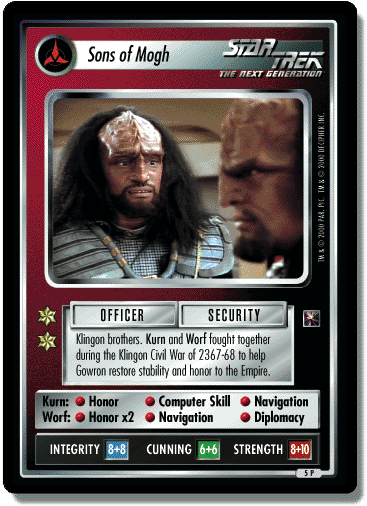 Sons of Mogh
STAR TREK
THE NEXT GENERATION
TM & © 2000 PAR. PIC. TM & © 2000 DECIPHER INC.
OFFICER SECURITY
Klingon brothers. Kurn and Worf fought together
during the Klingon Civil War of 2367-68 to help
Gowron restore stability and honor to the Empire.
Kurn: Honor Computer Skill Navigation
Worf: Honor x2 Navigation Diplomacy
INTEGRITY 8+8 CUNNING 6+6 STRENGTH 8+10
5 P